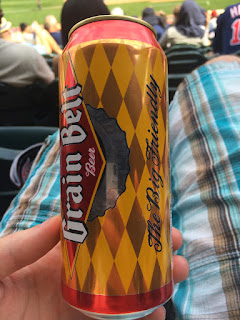 Grain Belt
Beer
The Big Friendly